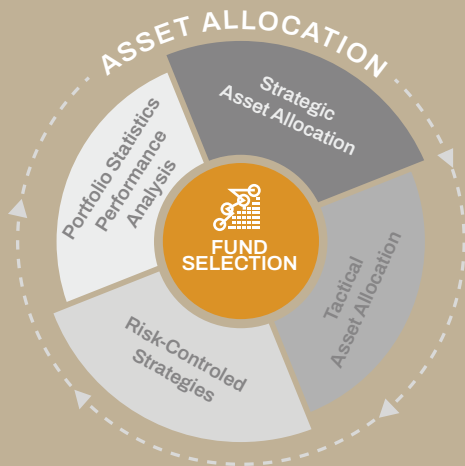 ASSET ALLOCATION
Strategic
Asset Allocation
Tactical
Asset Allocation
Risk-Controled
Strategies
Portfolio Statistics
Performance
Analysis
FUND
SELECTION